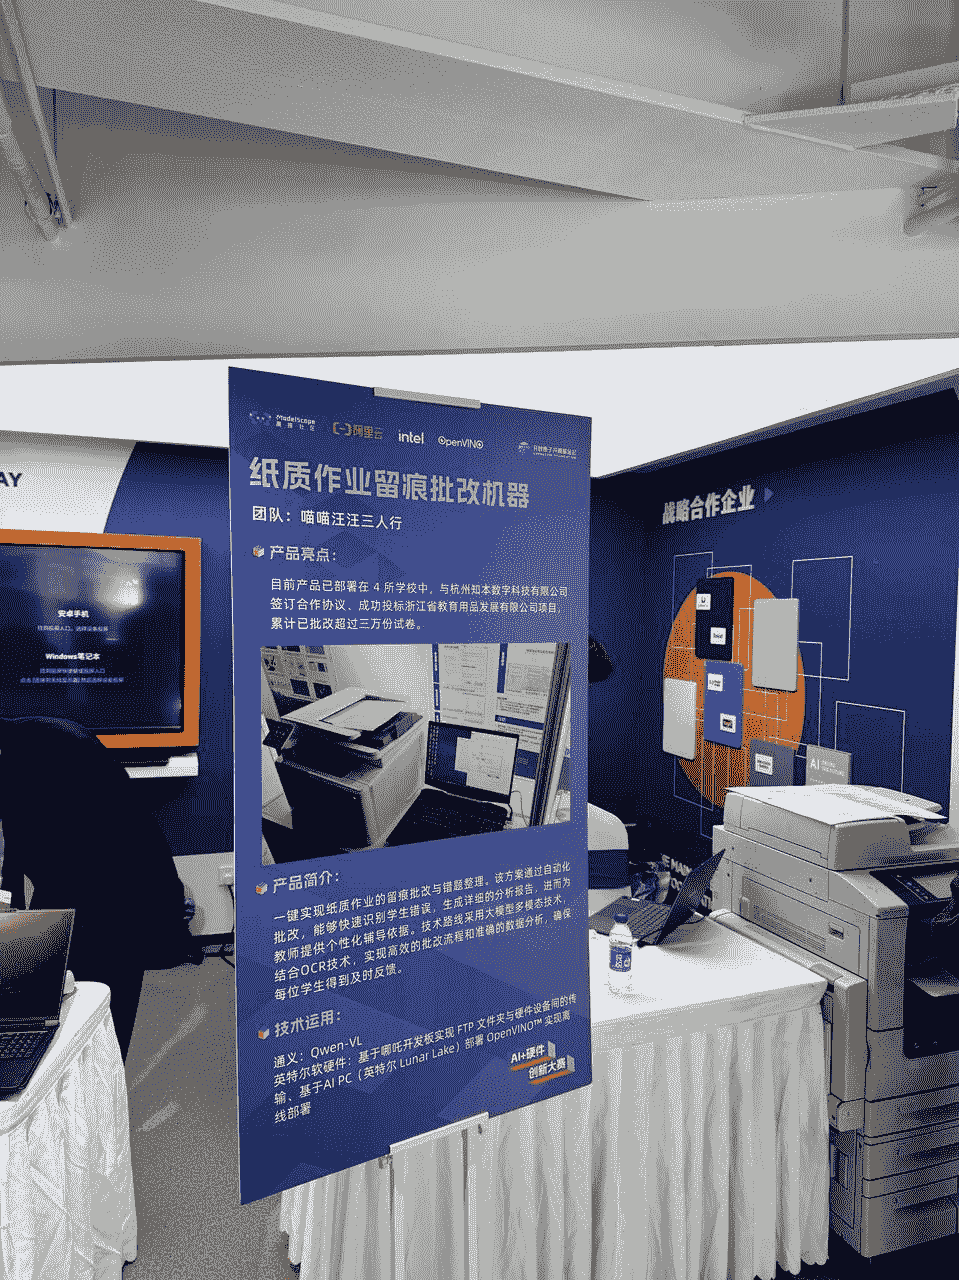 ModelScope
魔搭社区
阿里云
intel
OpenVINO
纸质作业留痕批改机器
团队：喵喵汪汪三人行
产品亮点：
目前产品已部署在 4 所学校中，与杭州知本数字科技有限公司
签订合作协议、成功投标浙江省教育用品发展有限公司项目，
累计已批改超过三万份试卷。
产品简介：
一键实现纸质作业的留痕批改与错题整理。该方案通过自动化
批改，能够快速识别学生错误，生成详细的分析报告，进而为
教师提供个性化辅导依据。技术路线采用大模型多模态技术，
结合OCR技术，实现高效的批改流程和准确的数据分析，确保
每位学生得到及时反馈。
技术运用：
通义：Qwen-VL
英特尔软硬件：基于哪吒开发板实现 FTP 文件夹与硬件设备间的传
输、基于AI PC（英特尔 Lunar Lake）部署 OpenVINO™ 实现离
线部署
AI+硬件
创新大赛
AY
安卓手机
Windows笔记本
战略合作企业
AI